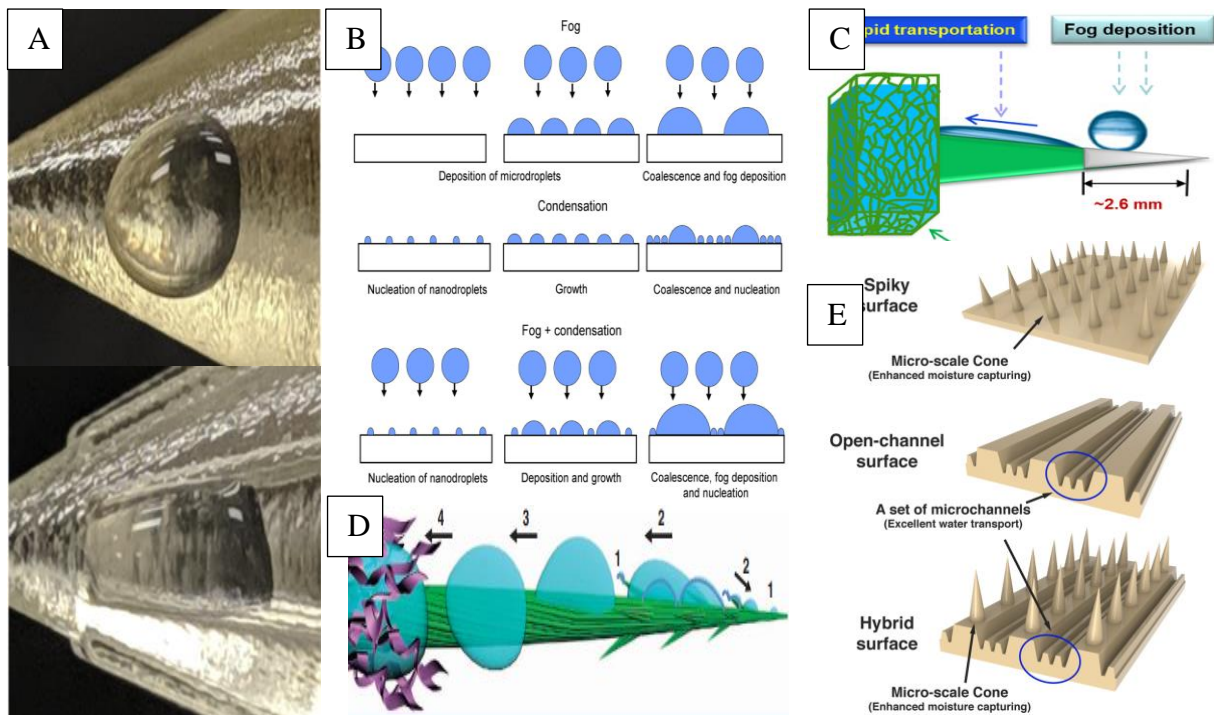 A
B
Fog
Deposition of microdroplets
Coalescence and fog deposition
Condensation
Nucleation of nanodroplets
Growth
Coalescence and nucleation
Fog + condensation
Nucleation of nanodroplets
Deposition and growth
Coalescence, fog deposition
and nucleation
C
pid transportation
Fog deposition
~2.6 mm
D
4
3
2
1
2
1
E
Spiky
surface
Micro-scale Cone
(Enhanced moisture capturing)
Open-channel
surface
A set of microchannels
(Excellent water transport)
Hybrid
surface
Micro-scale Cone
(Enhanced moisture capturing)